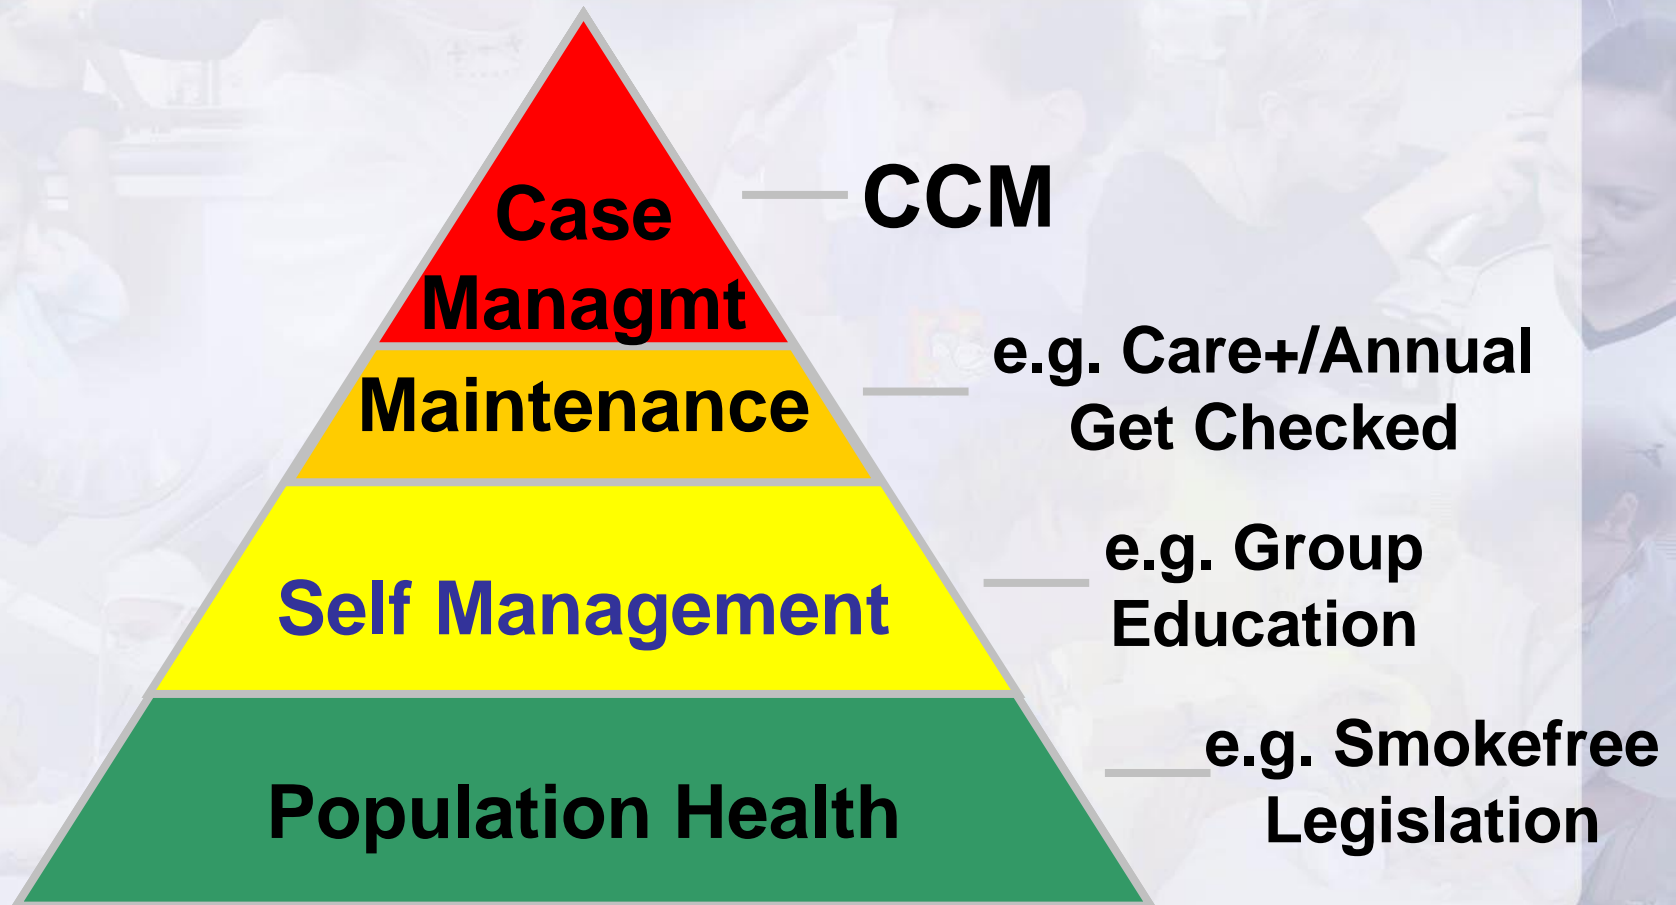 Case
Managmt
CCM
Maintenance
e.g. Care+/Annual
Get Checked
Self Management
e.g. Group
Education
Population Health
e.g. Smokefree
Legislation